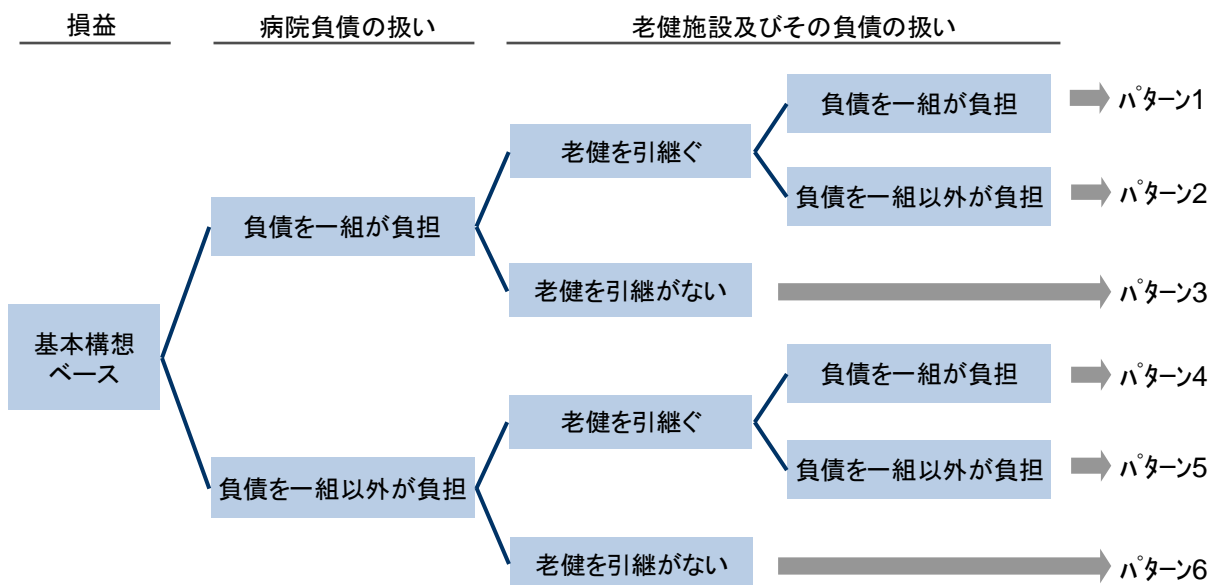 損益
病院負債の扱い
老健施設及びその負債の扱い
負債を一組が負担
パターン1
老健を引継ぐ
負債を一組以外が負担
パターン2
負債を一組が負担
老健を引継がない
パターン3
基本構想
ベース
負債を一組が負担
パターン4
老健を引継ぐ
負債を一組以外が負担
パターン5
負債を一組以外が負担
老健を引継がない
パターン6